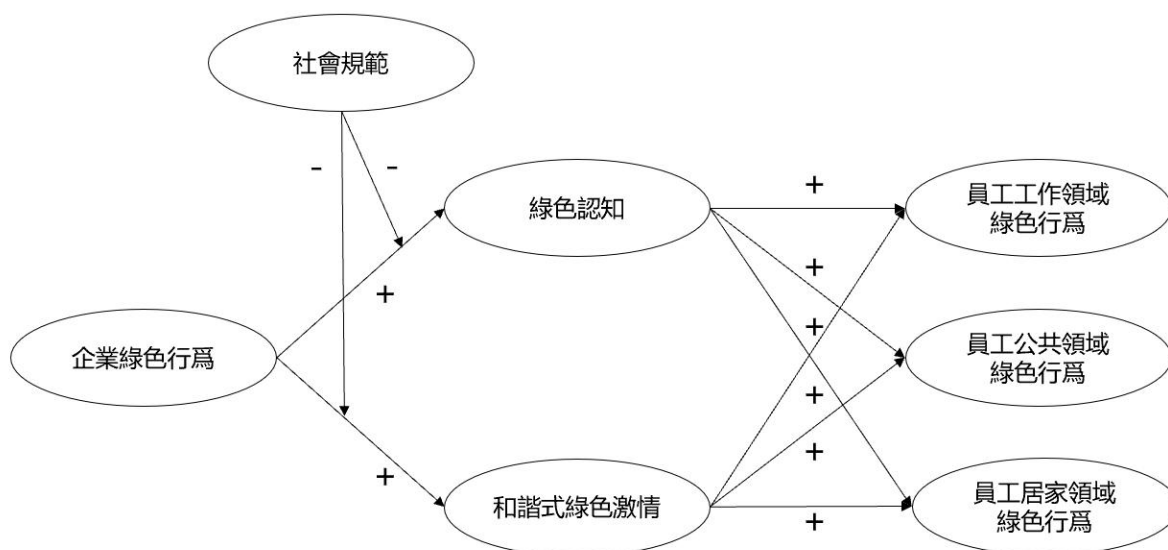 社會規範
-
-
綠色認知
+
員工工作領域
綠色行爲
+
+
企業綠色行爲
+
員工公共領域
綠色行爲
+
+
+
和諧式綠色激情
+
員工居家領域
綠色行爲